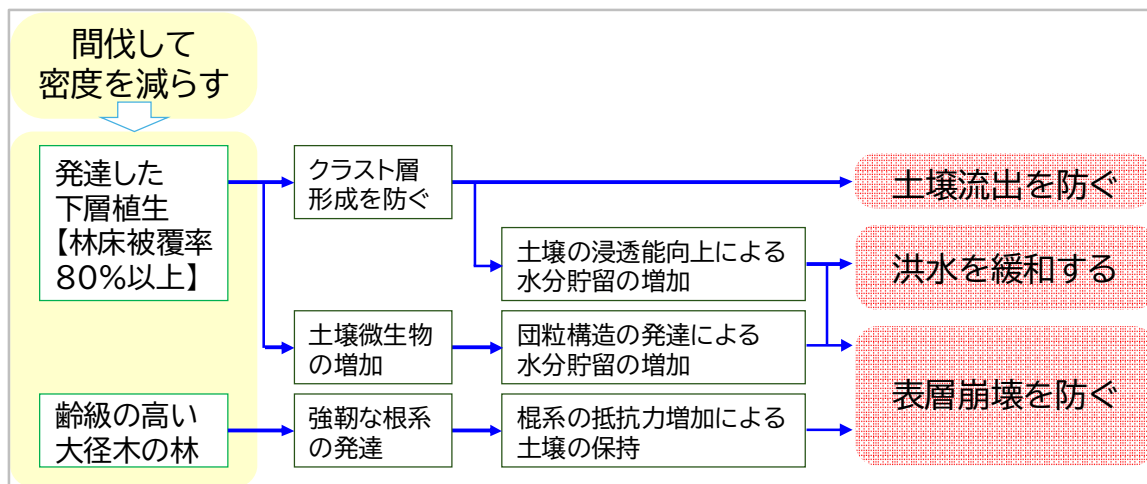 間伐して
密度を減らす
発達した
下層植生
【林床被覆率
80%以上】
クラスト層
形成を防ぐ
土壌流出を防ぐ
土壌の浸透能向上による
水分貯留の増加
洪水を緩和する
土壌微生物
の増加
団粒構造の発達による
水分貯留の増加
表層崩壊を防ぐ
齢級の高い
大径木の林
強靭な根系
の発達
棍系の抵抗力増加による
土壌の保持